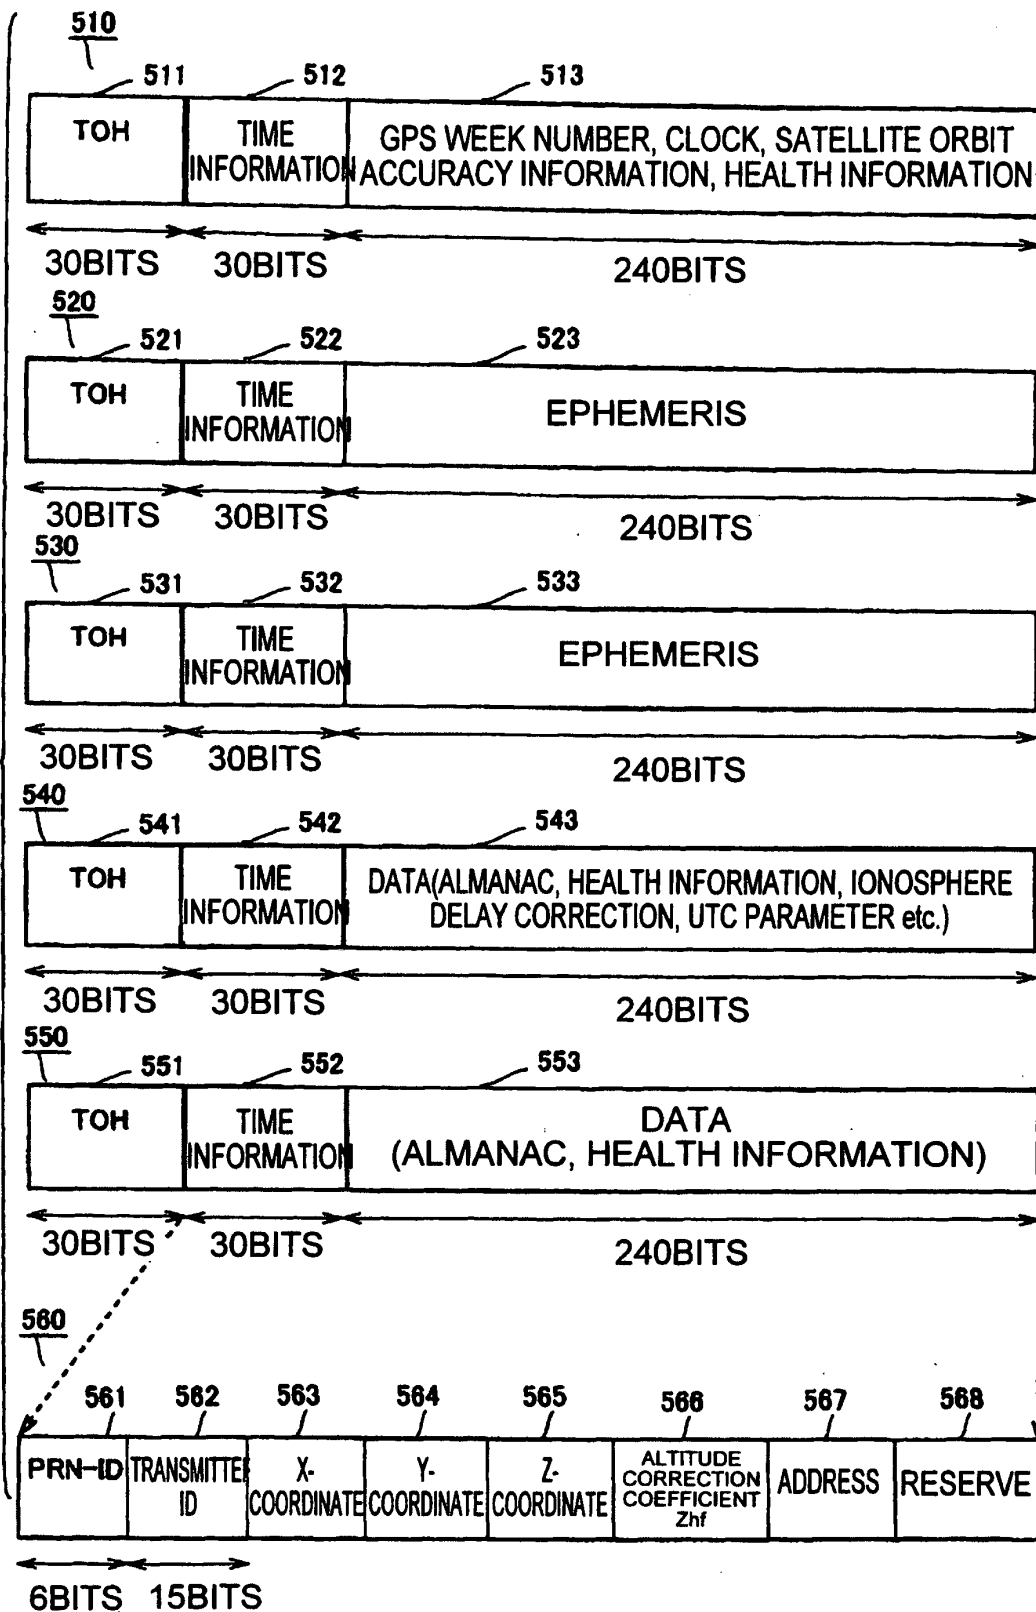 510
511 512 513
TOH TIME INFORMATION GPS WEEK NUMBER, CLOCK, SATELLITE ORBIT ACCURACY INFORMATION, HEALTH INFORMATION
30BITS 30BITS 240BITS
520
521 522 523
TOH TIME INFORMATION EPHEMERIS
30BITS 30BITS 240BITS
530
531 532 533
TOH TIME INFORMATION EPHEMERIS
30BITS 30BITS 240BITS
540
541 542 543
TOH TIME INFORMATION DATA(ALMANAC, HEALTH INFORMATION, IONOSPHERE DELAY CORRECTION, UTC PARAMETER etc.)
30BITS 30BITS 240BITS
550
551 552 553
TOH TIME INFORMATION DATA (ALMANAC, HEALTH INFORMATION)
30BITS 30BITS 240BITS
560
561 562 563 564 565 566 567 568
PRN-ID TRANSMITTER ID X-COORDINATE Y-COORDINATE Z-COORDINATE ALTITUDE CORRECTION COEFFICIENT Zhf ADDRESS RESERVE
6BITS 15BITS